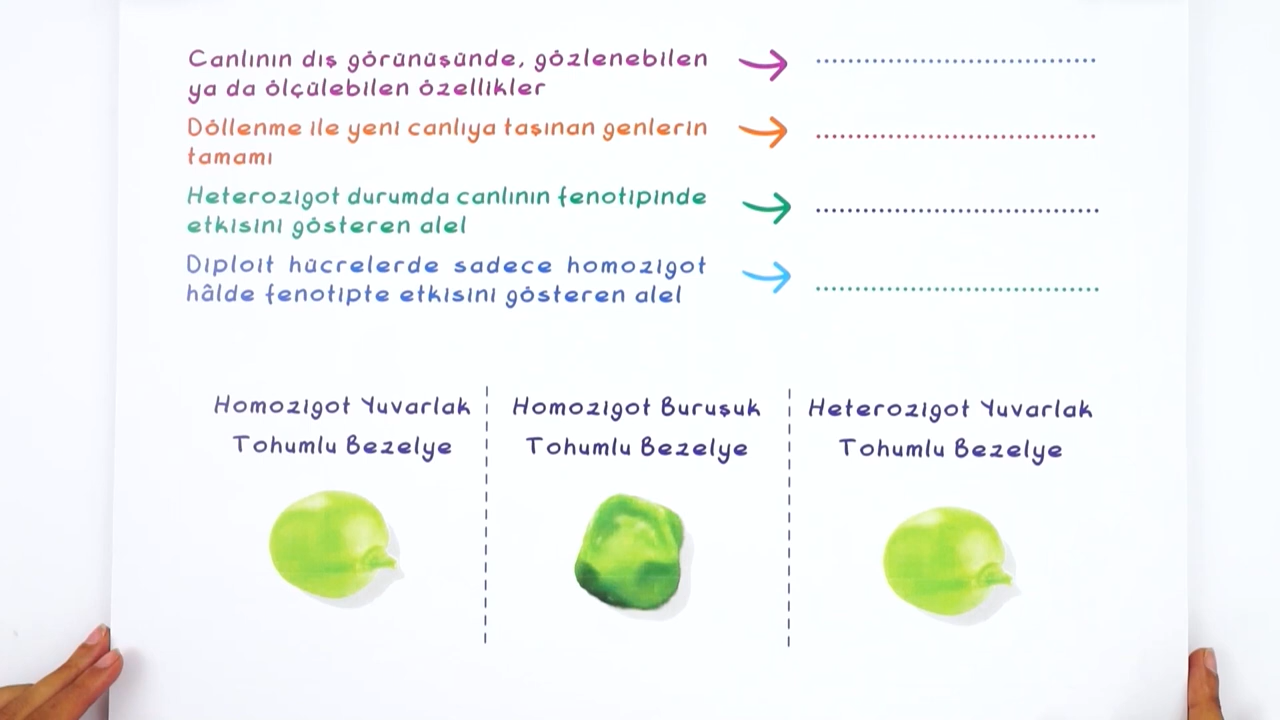 Canlının dış görünüşünde, gözlenebilen
ya da ölçülebilen özellikler
Döllenme ile yeni canlıya taşınan genlerin
tamamı
Heterozigot durumda canlının fenotipinde
etkisini gösteren alel
Diploit hücrelerde sadece homozigot
hâlde fenotipte etkisini gösteren alel
Homozigot Yuvarlak
Tohumlu Bezelye
Homozigot Buruşuk
Tohumlu Bezelye
Heterozigot Yuvarlak
Tohumlu Bezelye